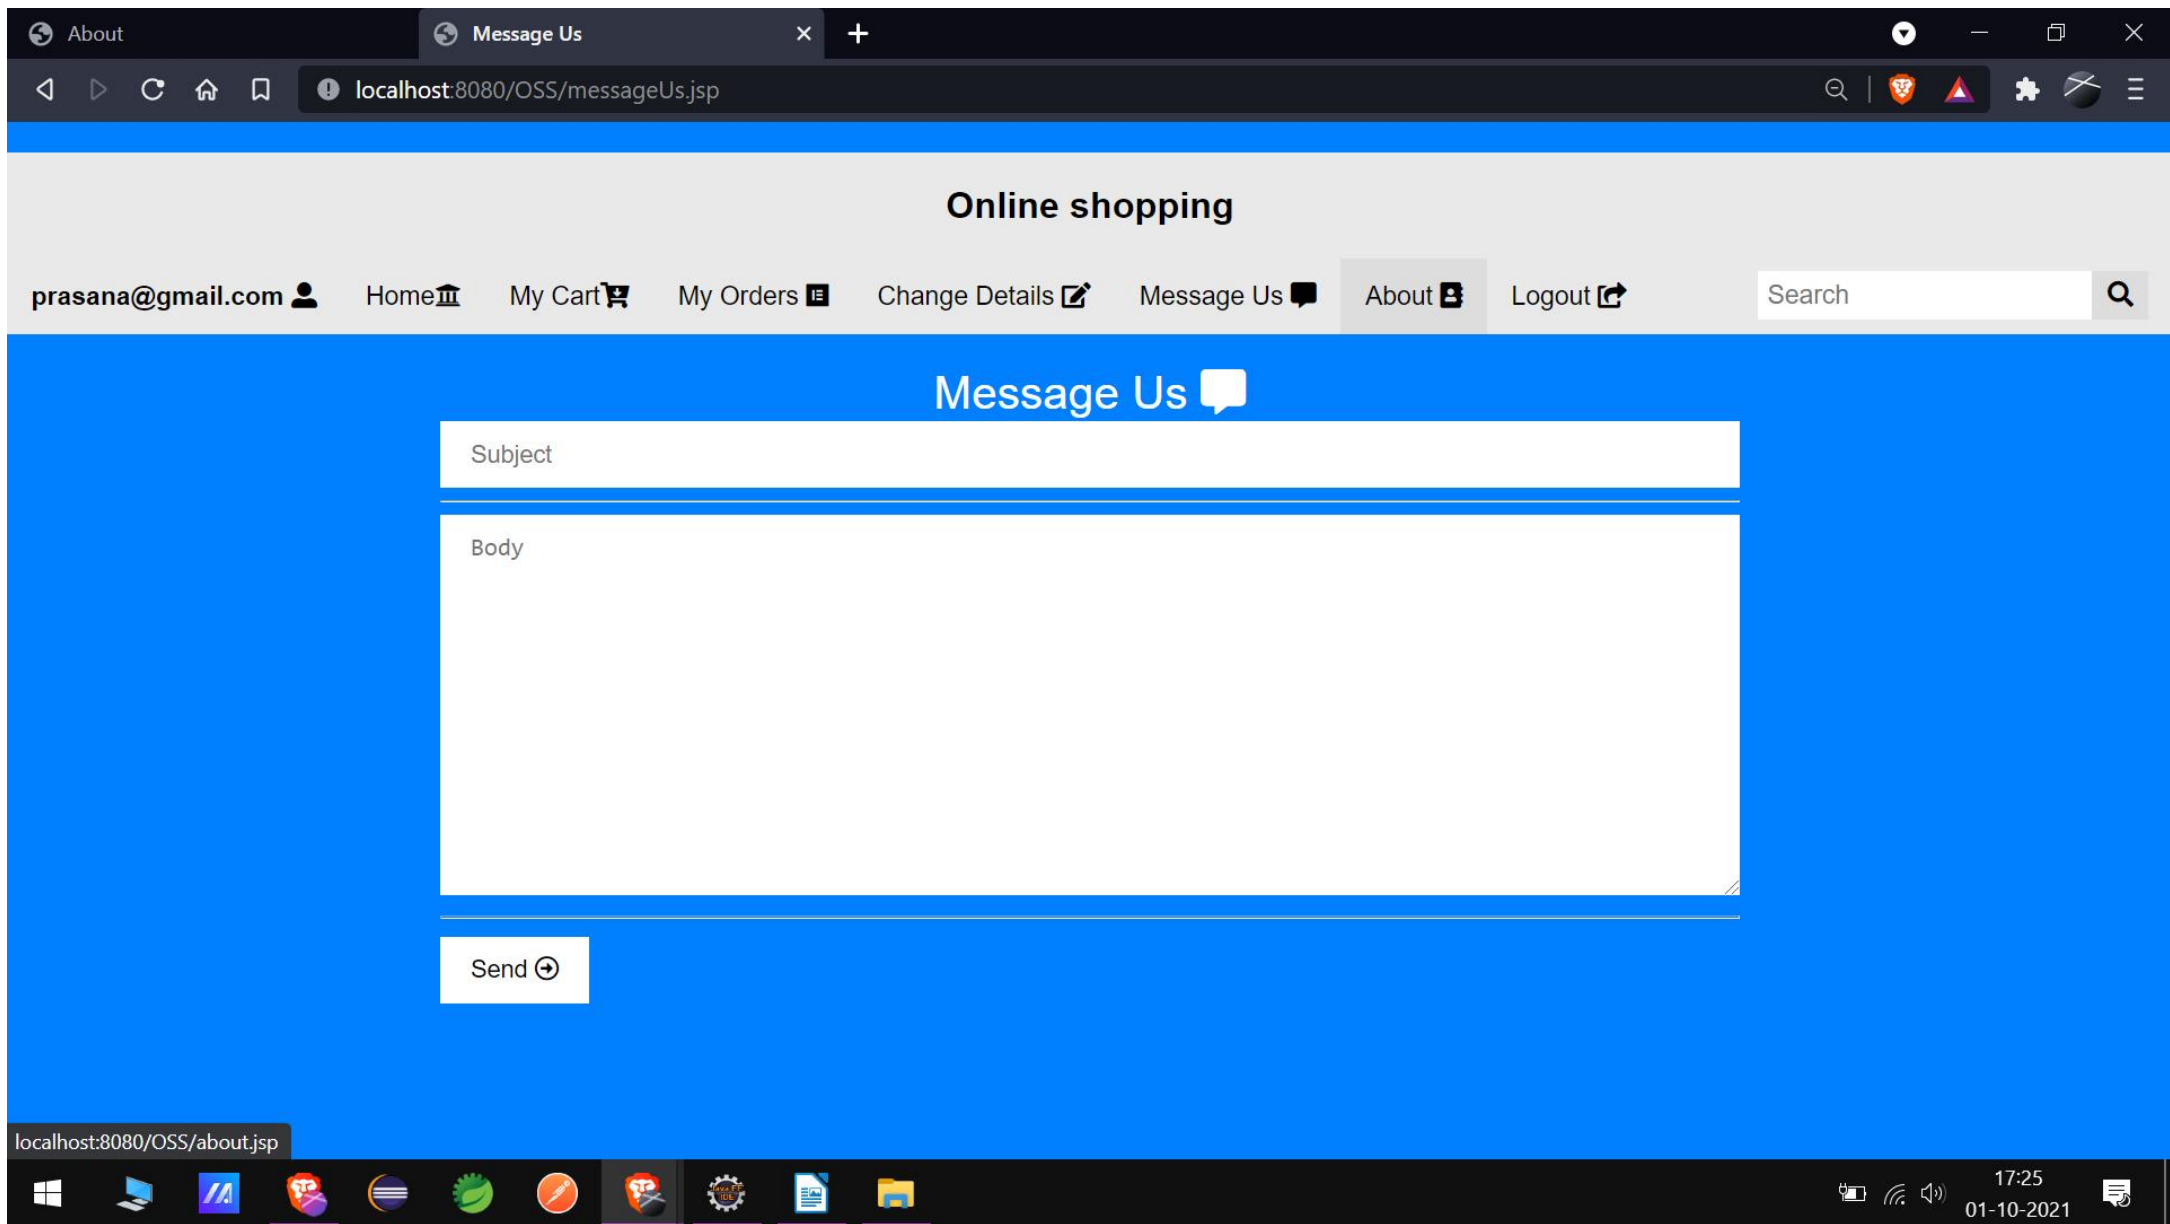 About
Message Us
localhost:8080/OSS/messageUs.jsp
Online shopping
prasana@gmail.com Home My Cart My Orders Change Details Message Us About Logout Search
Message Us
Subject
Body
Send
localhost:8080/OSS/about.jsp
17:25
01-10-2021